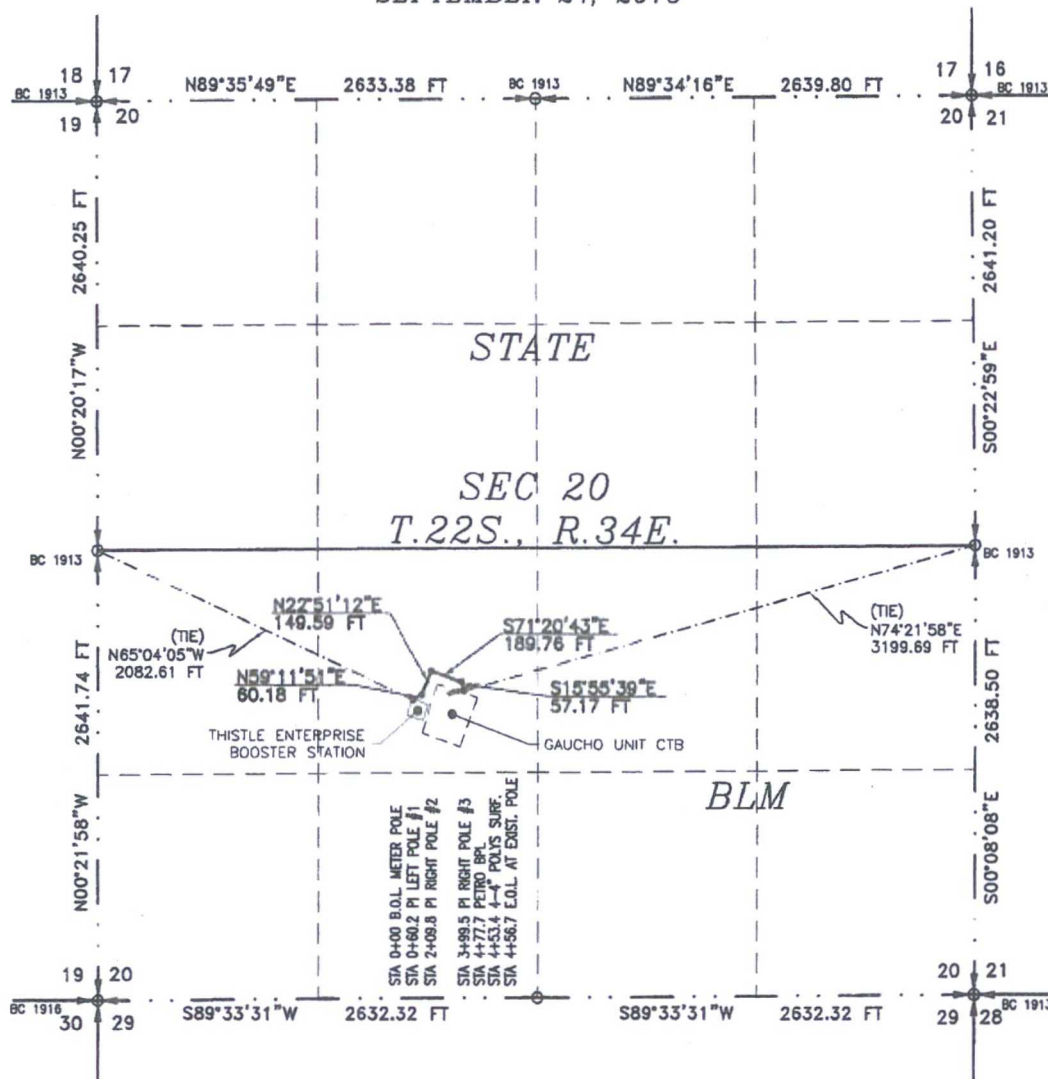 18 17
N89°35'49"E 2633.38 FT
BC 1913
N89°34'16"E 2639.80 FT
17 16
BC 1913
BC 1913
19 20
20 21
2640.25 FT
N00°20'17"W
2641.20 FT
S00°22'59"E
STATE
SEC 20
T.22S., R.34E.
BC 1913
BC 1913
N22°51'12"E
149.59 FT
S71°20'43"E
189.76 FT
(TIE)
N74°21'58"E
3199.69 FT
(TIE)
N65°04'05"W
2082.61 FT
N59°11'51"E
60.18 FT
S15°55'39"E
57.17 FT
THISTLE ENTERPRISE
BOOSTER STATION
GAUCHO UNIT CTB
2641.74 FT
N00°21'58"W
2638.50 FT
S00°08'08"E
BLM
STA 0+00 B.O.L. METER POLE
STA 0+60.2 PI LEFT POLE #1
STA 2+09.8 PI RIGHT POLE #2
STA 3+99.5 PI RIGHT POLE #3
STA 4+77.7 PETRO BPL
STA 4+53.4 4-4" POLYS SURF.
STA 4+56.7 E.O.L. AT EXIST. POLE
19 20
20 21
BC 1916
30 29
S89°33'31"W 2632.32 FT
S89°33'31"W 2632.32 FT
29 28
BC 1913